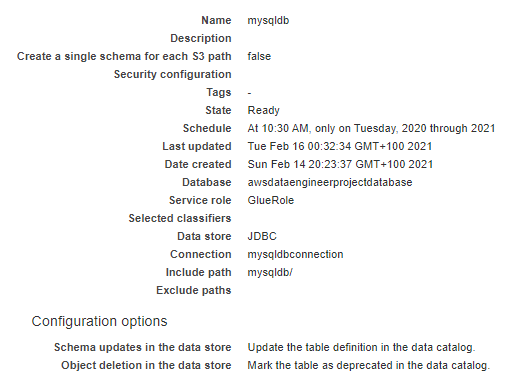 Name mysqldb
Description
Create a single schema for each S3 path false
Security configuration
Tags -
State Ready
Schedule At 10:30 AM, only on Tuesday, 2020 through 2021
Last updated Tue Feb 16 00:32:34 GMT+100 2021
Date created Sun Feb 14 20:23:37 GMT+100 2021
Database awsdataengineerprojectdatabase
Service role GlueRole
Selected classifiers
Data store JDBC
Connection mysqldbconnection
Include path mysqldb/
Exclude paths
Configuration options
Schema updates in the data store Update the table definition in the data catalog.
Object deletion in the data store Mark the table as deprecated in the data catalog.